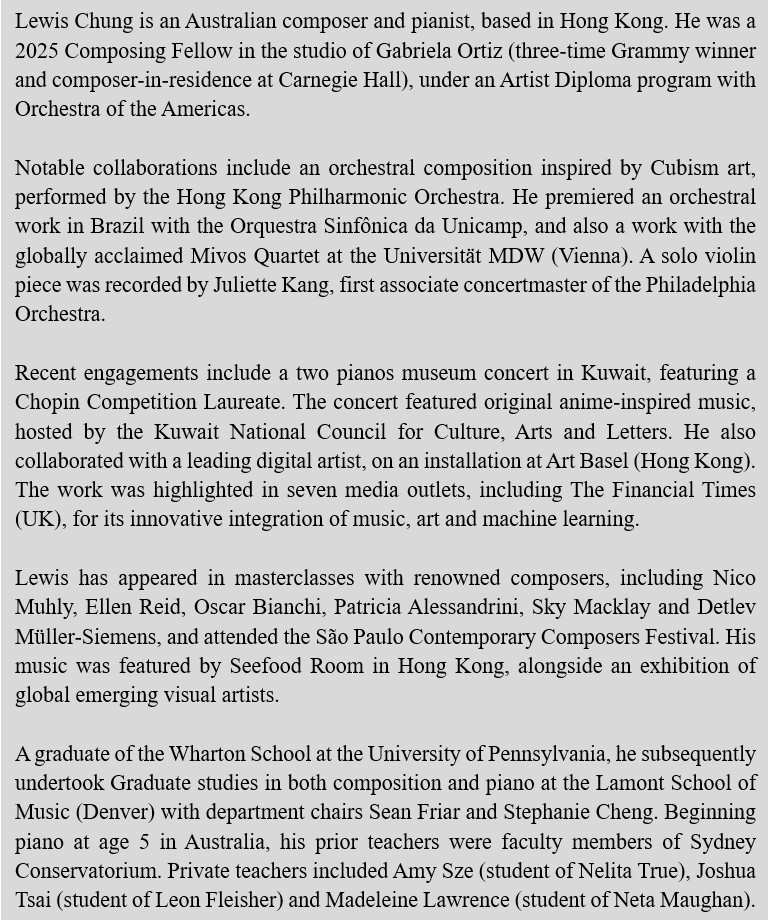 Lewis Chung is an Australian composer and pianist, based in Hong Kong. He was a
2025 Composing Fellow in the studio of Gabriela Ortiz (three-time Grammy winner
and composer-in-residence at Carnegie Hall), under an Artist Diploma program with
Orchestra of the Americas.
Notable collaborations include an orchestral composition inspired by Cubism art,
performed by the Hong Kong Philharmonic Orchestra. He premiered an orchestral
work in Brazil with the Orquestra Sinfônica da Unicamp, and also a work with the
globally acclaimed Mivos Quartet at the Universität MDW (Vienna). A solo violin
piece was recorded by Juliette Kang, first associate concertmaster of the Philadelphia
Orchestra.
Recent engagements include a two pianos museum concert in Kuwait, featuring a
Chopin Competition Laureate. The concert featured original anime-inspired music,
hosted by the Kuwait National Council for Culture, Arts and Letters. He also
collaborated with a leading digital artist, on an installation at Art Basel (Hong Kong).
The work was highlighted in seven media outlets, including The Financial Times
(UK), for its innovative integration of music, art and machine learning.
Lewis has appeared in masterclasses with renowned composers, including Nico
Muhly, Ellen Reid, Oscar Bianchi, Patricia Alessandrini, Sky Macklay and Detlev
Müller-Siemens, and attended the São Paulo Contemporary Composers Festival. His
music was featured by Seefood Room in Hong Kong, alongside an exhibition of
global emerging visual artists.
A graduate of the Wharton School at the University of Pennsylvania, he subsequently
undertook Graduate studies in both composition and piano at the Lamont School of
Music (Denver) with department chairs Sean Friar and Stephanie Cheng. Beginning
piano at age 5 in Australia, his prior teachers were faculty members of Sydney
Conservatorium. Private teachers included Amy Sze (student of Nelita True), Joshua
Tsai (student of Leon Fleisher) and Madeleine Lawrence (student of Neta Maughan).